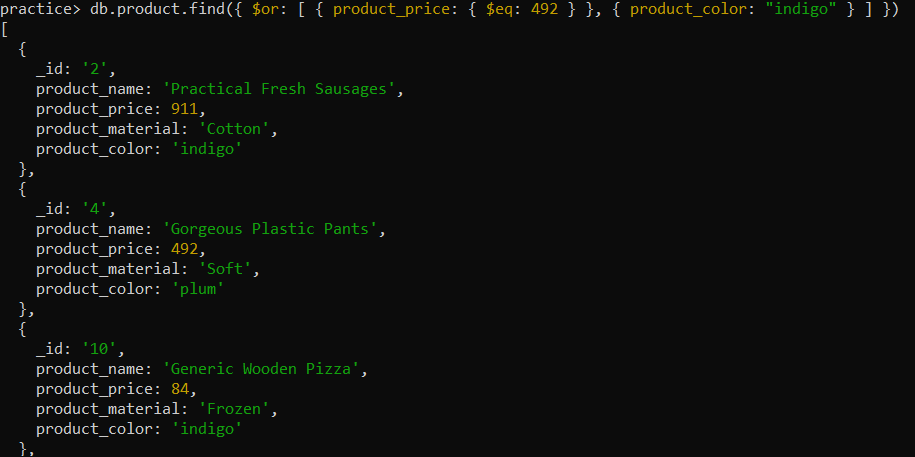 practice> db.product.find({ $or: [ { product_price: { $eq: 492 } }, { product_color: "indigo" } ] })
[
  {
    _id: '2',
    product_name: 'Practical Fresh Sausages',
    product_price: 911,
    product_material: 'Cotton',
    product_color: 'indigo'
  },
  {
    _id: '4',
    product_name: 'Gorgeous Plastic Pants',
    product_price: 492,
    product_material: 'Soft',
    product_color: 'plum'
  },
  {
    _id: '10',
    product_name: 'Generic Wooden Pizza',
    product_price: 84,
    product_material: 'Frozen',
    product_color: 'indigo'
  },